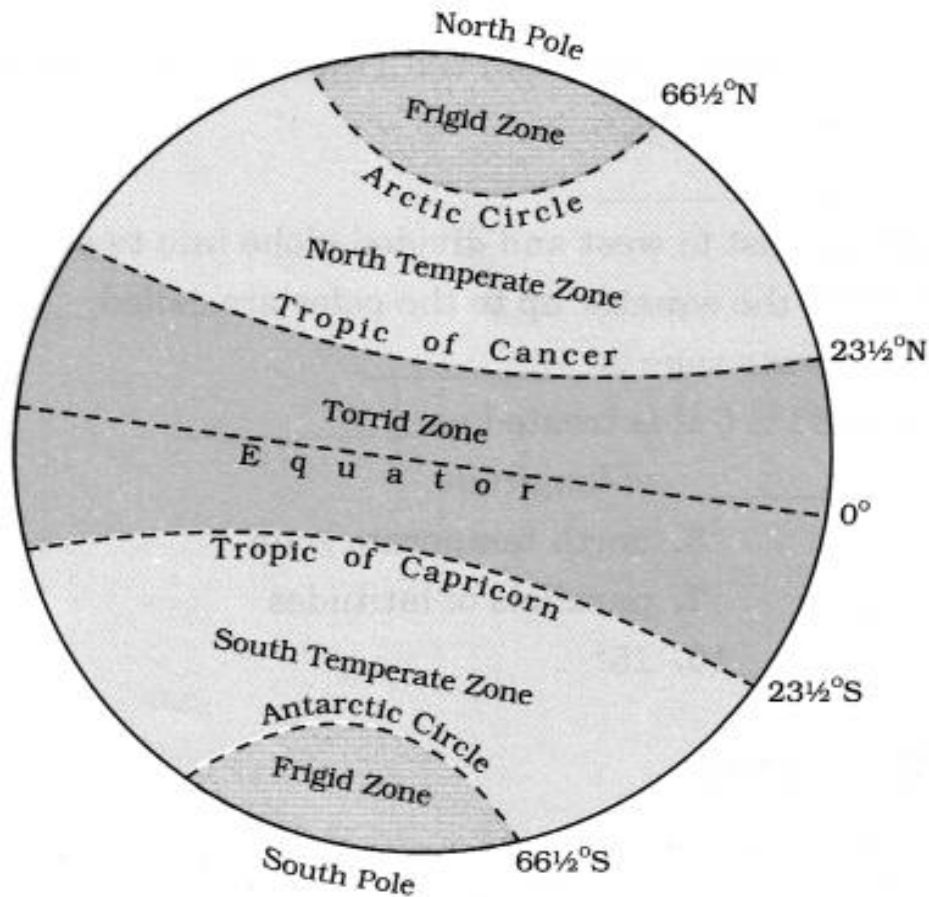 North Pole
66½°N
Frigid Zone
Arctic Circle
North Temperate Zone
Tropic of Cancer
23½°N
Torrid Zone
Equator
0°
Tropic of Capricorn
South Temperate Zone
23½°S
Antarctic Circle
Frigid Zone
66½°S
South Pole